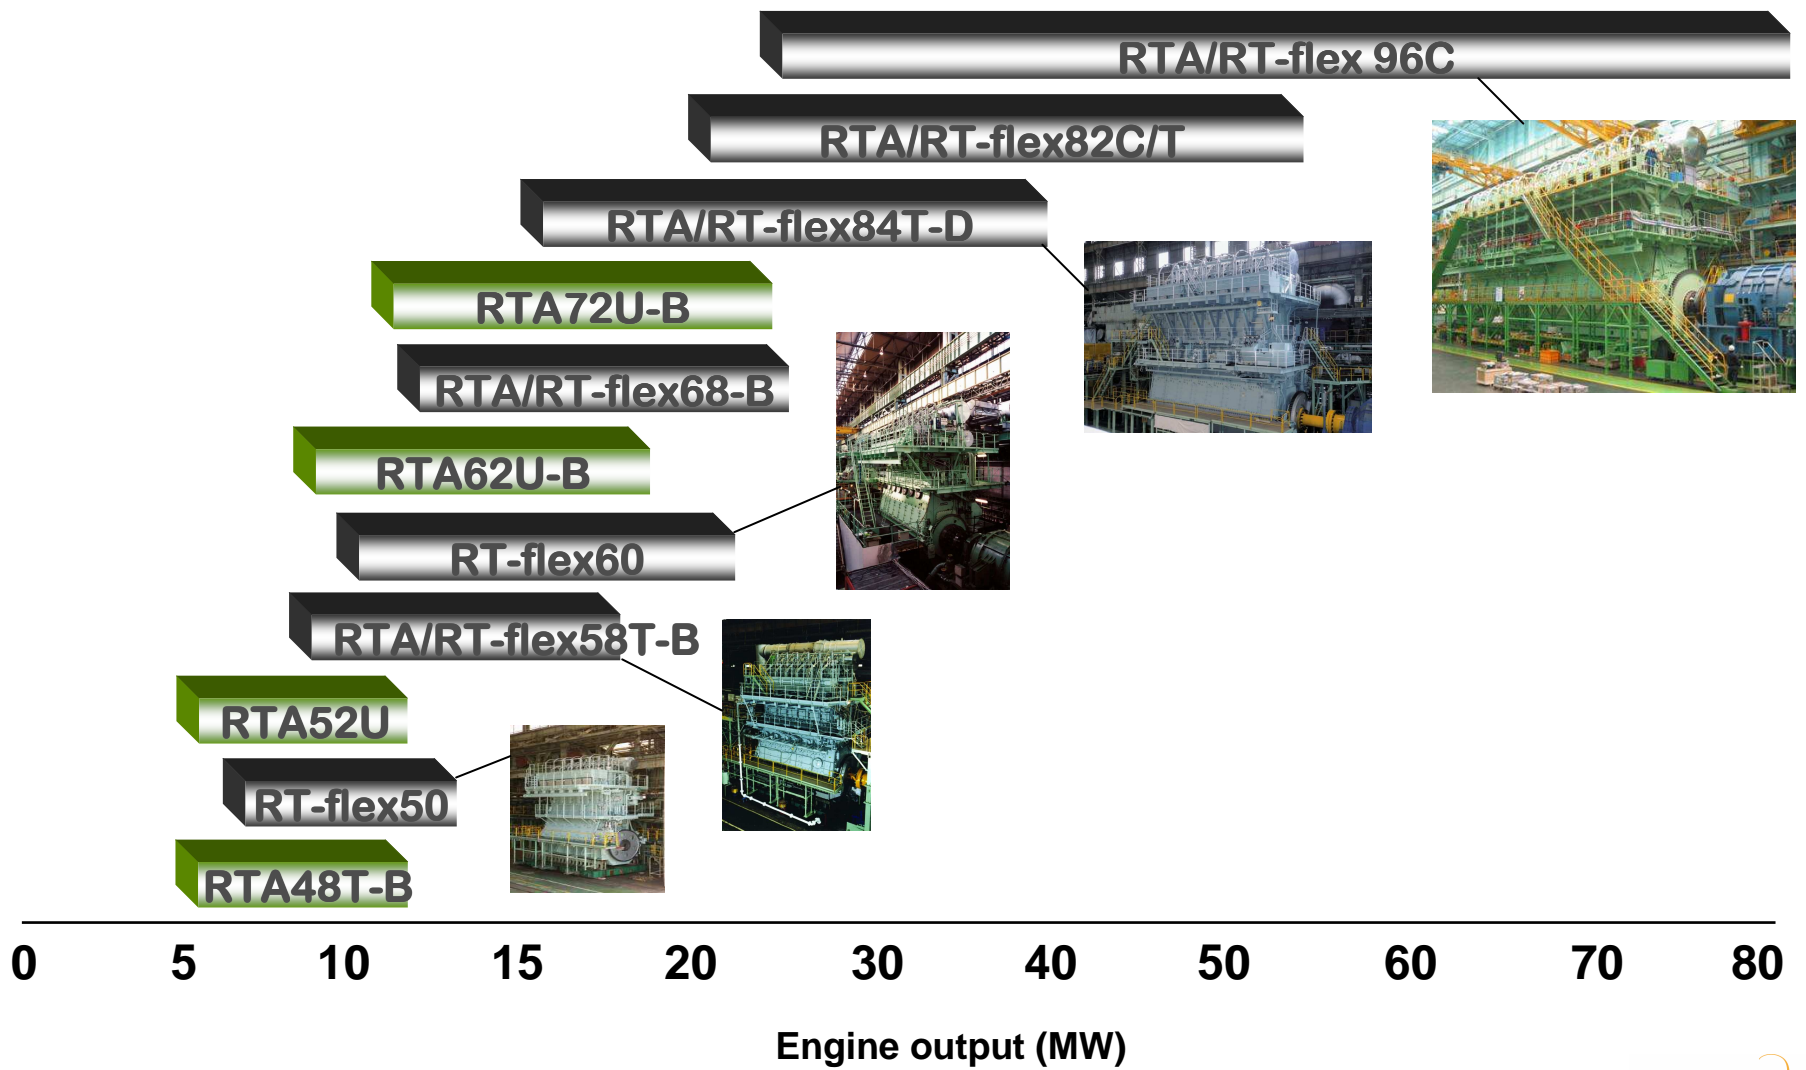 RTA/RT-flex 96C
RTA/RT-flex82C/T
RTA/RT-flex84T-D
RTA72U-B
RTA/RT-flex68-B
RTA62U-B
RT-flex60
RTA/RT-flex58T-B
RTA52U
RT-flex50
RTA48T-B
0 5 10 15 20 30 40 50 60 70 80
Engine output (MW)